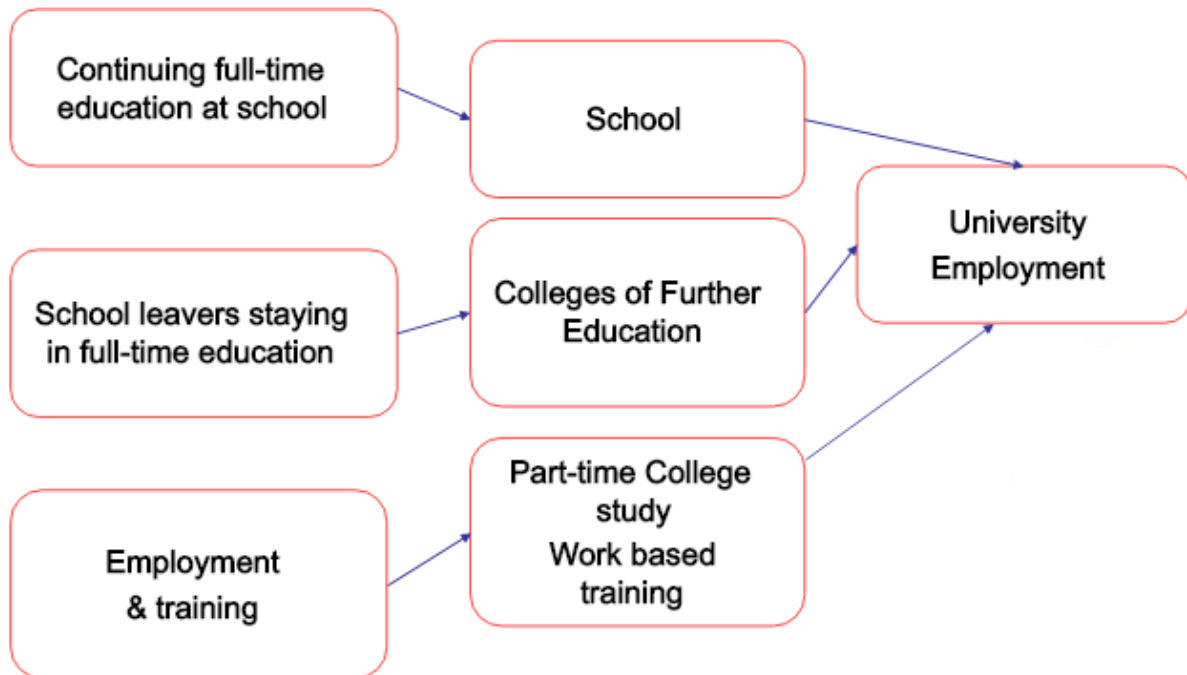 Continuing full-time
education at school
School
University
Employment
School leavers staying
in full-time education
Colleges of Further
Education
Employment
& training
Part-time College
study
Work based
training